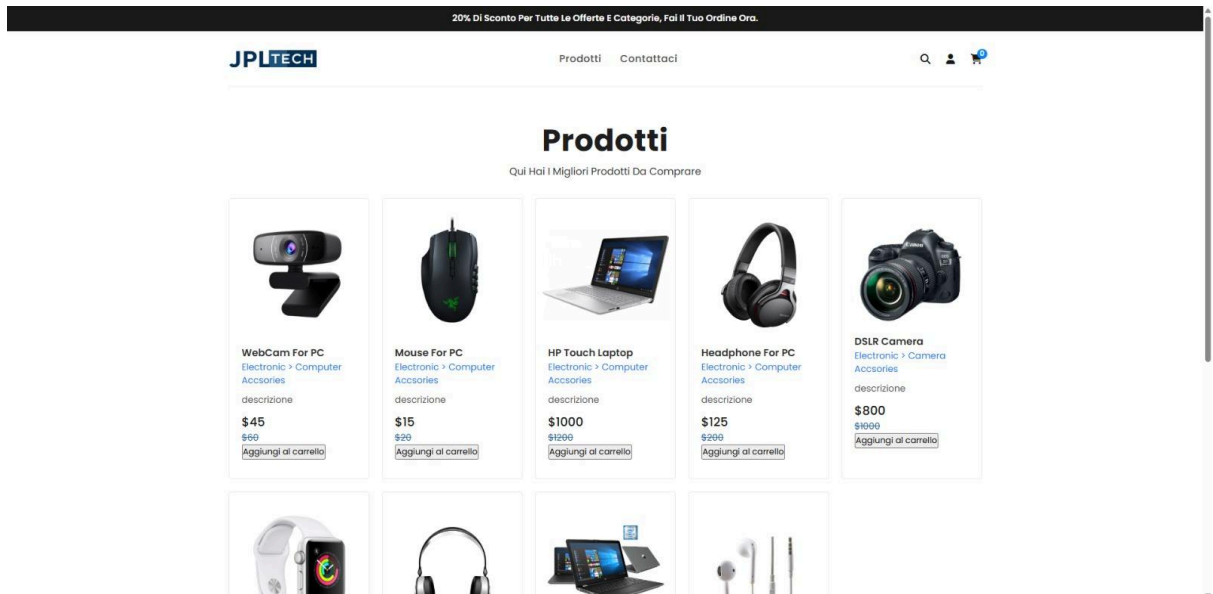 20% Di Sconto Per Tutte Le Offerte E Categorie, Fai Il Tuo Ordine Ora.
JPLTECH
Prodotti Contattaci
0
Prodotti
Qui Hai I Migliori Prodotti Da Comprare
WebCam For PC
Electronic > Computer
Accsories
descrizione
$45
$60
Aggiungi al carrello
Mouse For PC
Electronic > Computer
Accsories
descrizione
$15
$20
Aggiungi al carrello
HP Touch Laptop
Electronic > Computer
Accsories
descrizione
$1000
$1200
Aggiungi al carrello
Headphone For PC
Electronic > Computer
Accsories
descrizione
$125
$200
Aggiungi al carrello
Canon
DSLR Camera
Electronic > Camera
Accsories
descrizione
$800
$1000
Aggiungi al carrello